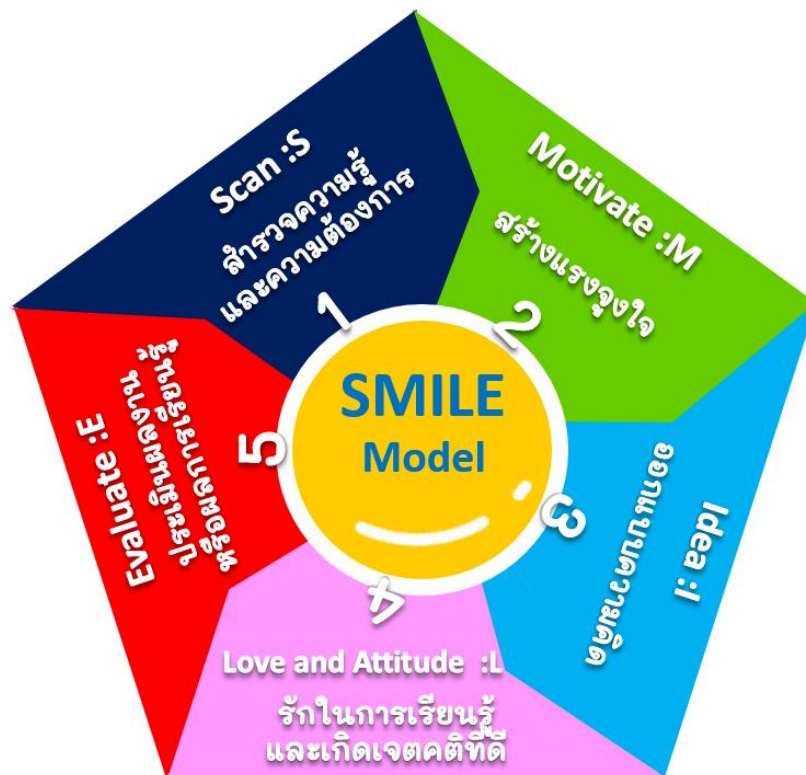 SMILE
Model
1
Scan :S
สำรวจความรู้
และความต้องการ
2
Motivate :M
สร้างแรงจูงใจ
3
Idea :I
ออกแบบความคิด
4
Love and Attitude :L
รักในการเรียนรู้
และเกิดเจตคติที่ดี
5
Evaluate :E
ประเมินผลงาน
หรือผลการเรียนรู้